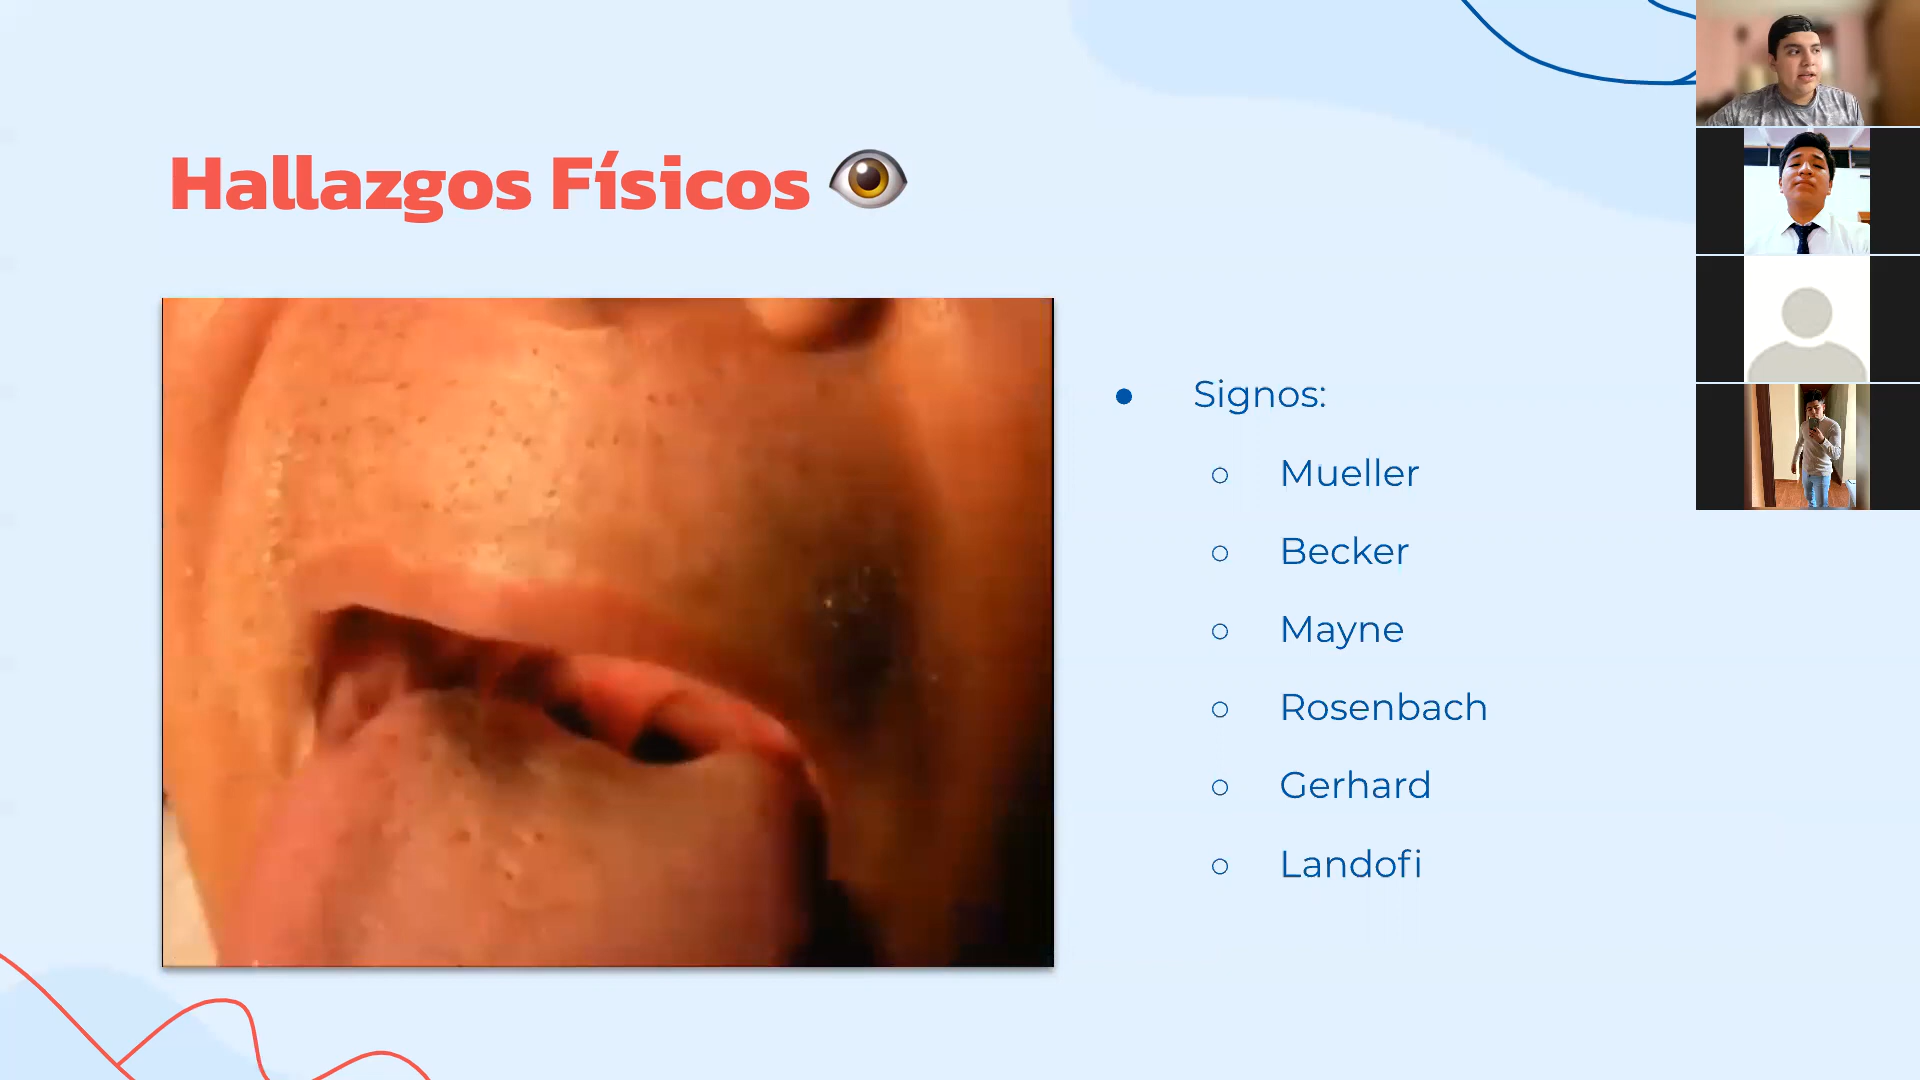 Hallazgos Físicos
Signos:
Mueller
Becker
Mayne
Rosenbach
Gerhard
Landofi